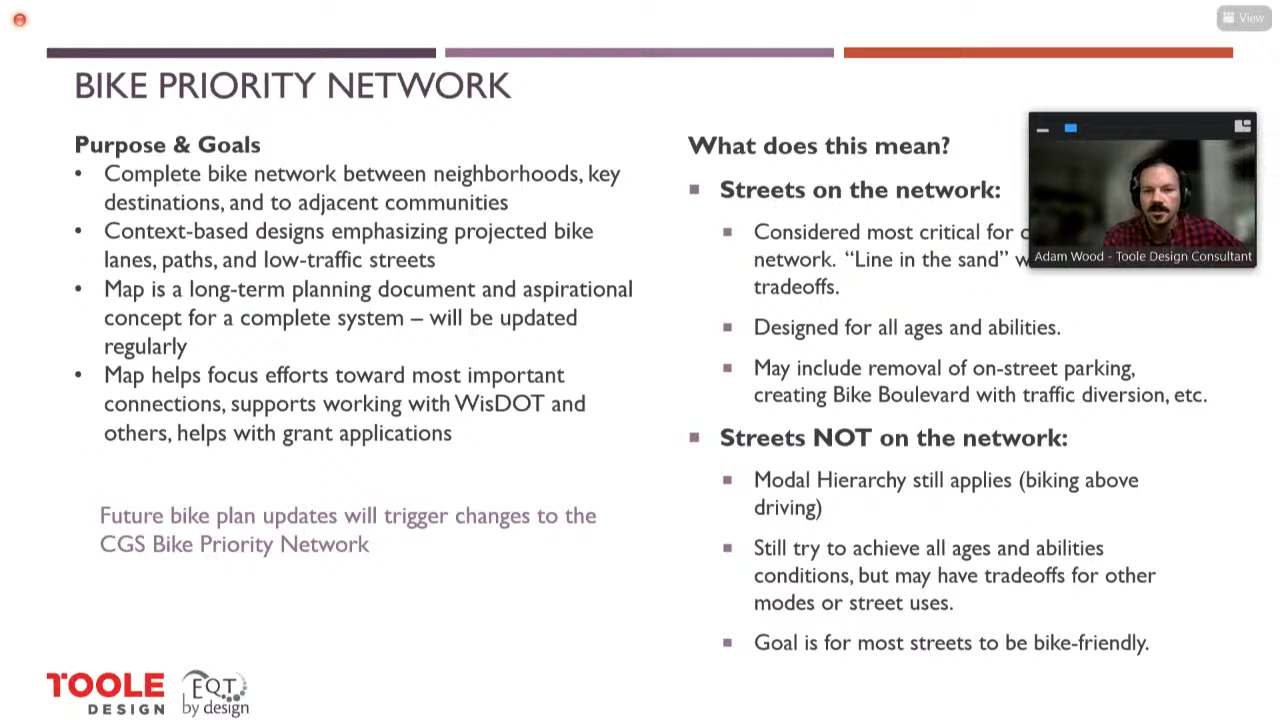 View
BIKE PRIORITY NETWORK
Purpose & Goals
• Complete bike network between neighborhoods, key
destinations, and to adjacent communities
• Context-based designs emphasizing projected bike
lanes, paths, and low-traffic streets
• Map is a long-term planning document and aspirational
concept for a complete system – will be updated
regularly
• Map helps focus efforts toward most important
connections, supports working with WisDOT and
others, helps with grant applications
Future bike plan updates will trigger changes to the
CGS Bike Priority Network
What does this mean?
Streets on the network:
Considered most critical for
network. “Line in the sand”
tradeoffs.
Designed for all ages and abilities.
May include removal of on-street parking,
creating Bike Boulevard with traffic diversion, etc.
Streets NOT on the network:
Modal Hierarchy still applies (biking above
driving)
Still try to achieve all ages and abilities
conditions, but may have tradeoffs for other
modes or street uses.
Goal is for most streets to be bike-friendly.
Adam Wood - Toole Design Consultant
TOOLE
DESIGN
EQT
by design